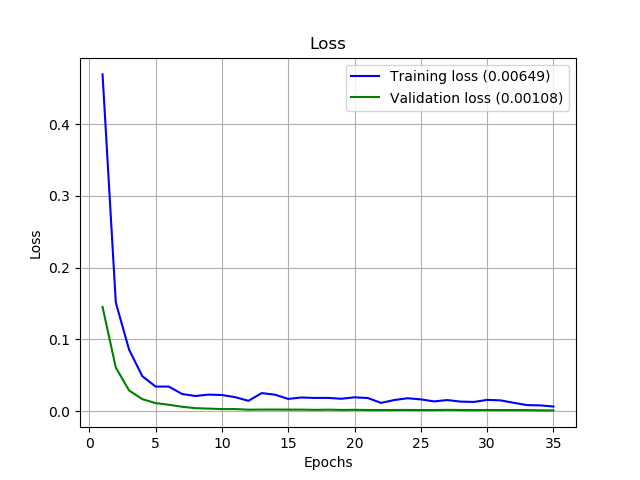 Loss
Training loss (0.00649)
Validation loss (0.00108)
Loss
0.4
0.3
0.2
0.1
0.0
0 5 10 15 20 25 30 35
Epochs